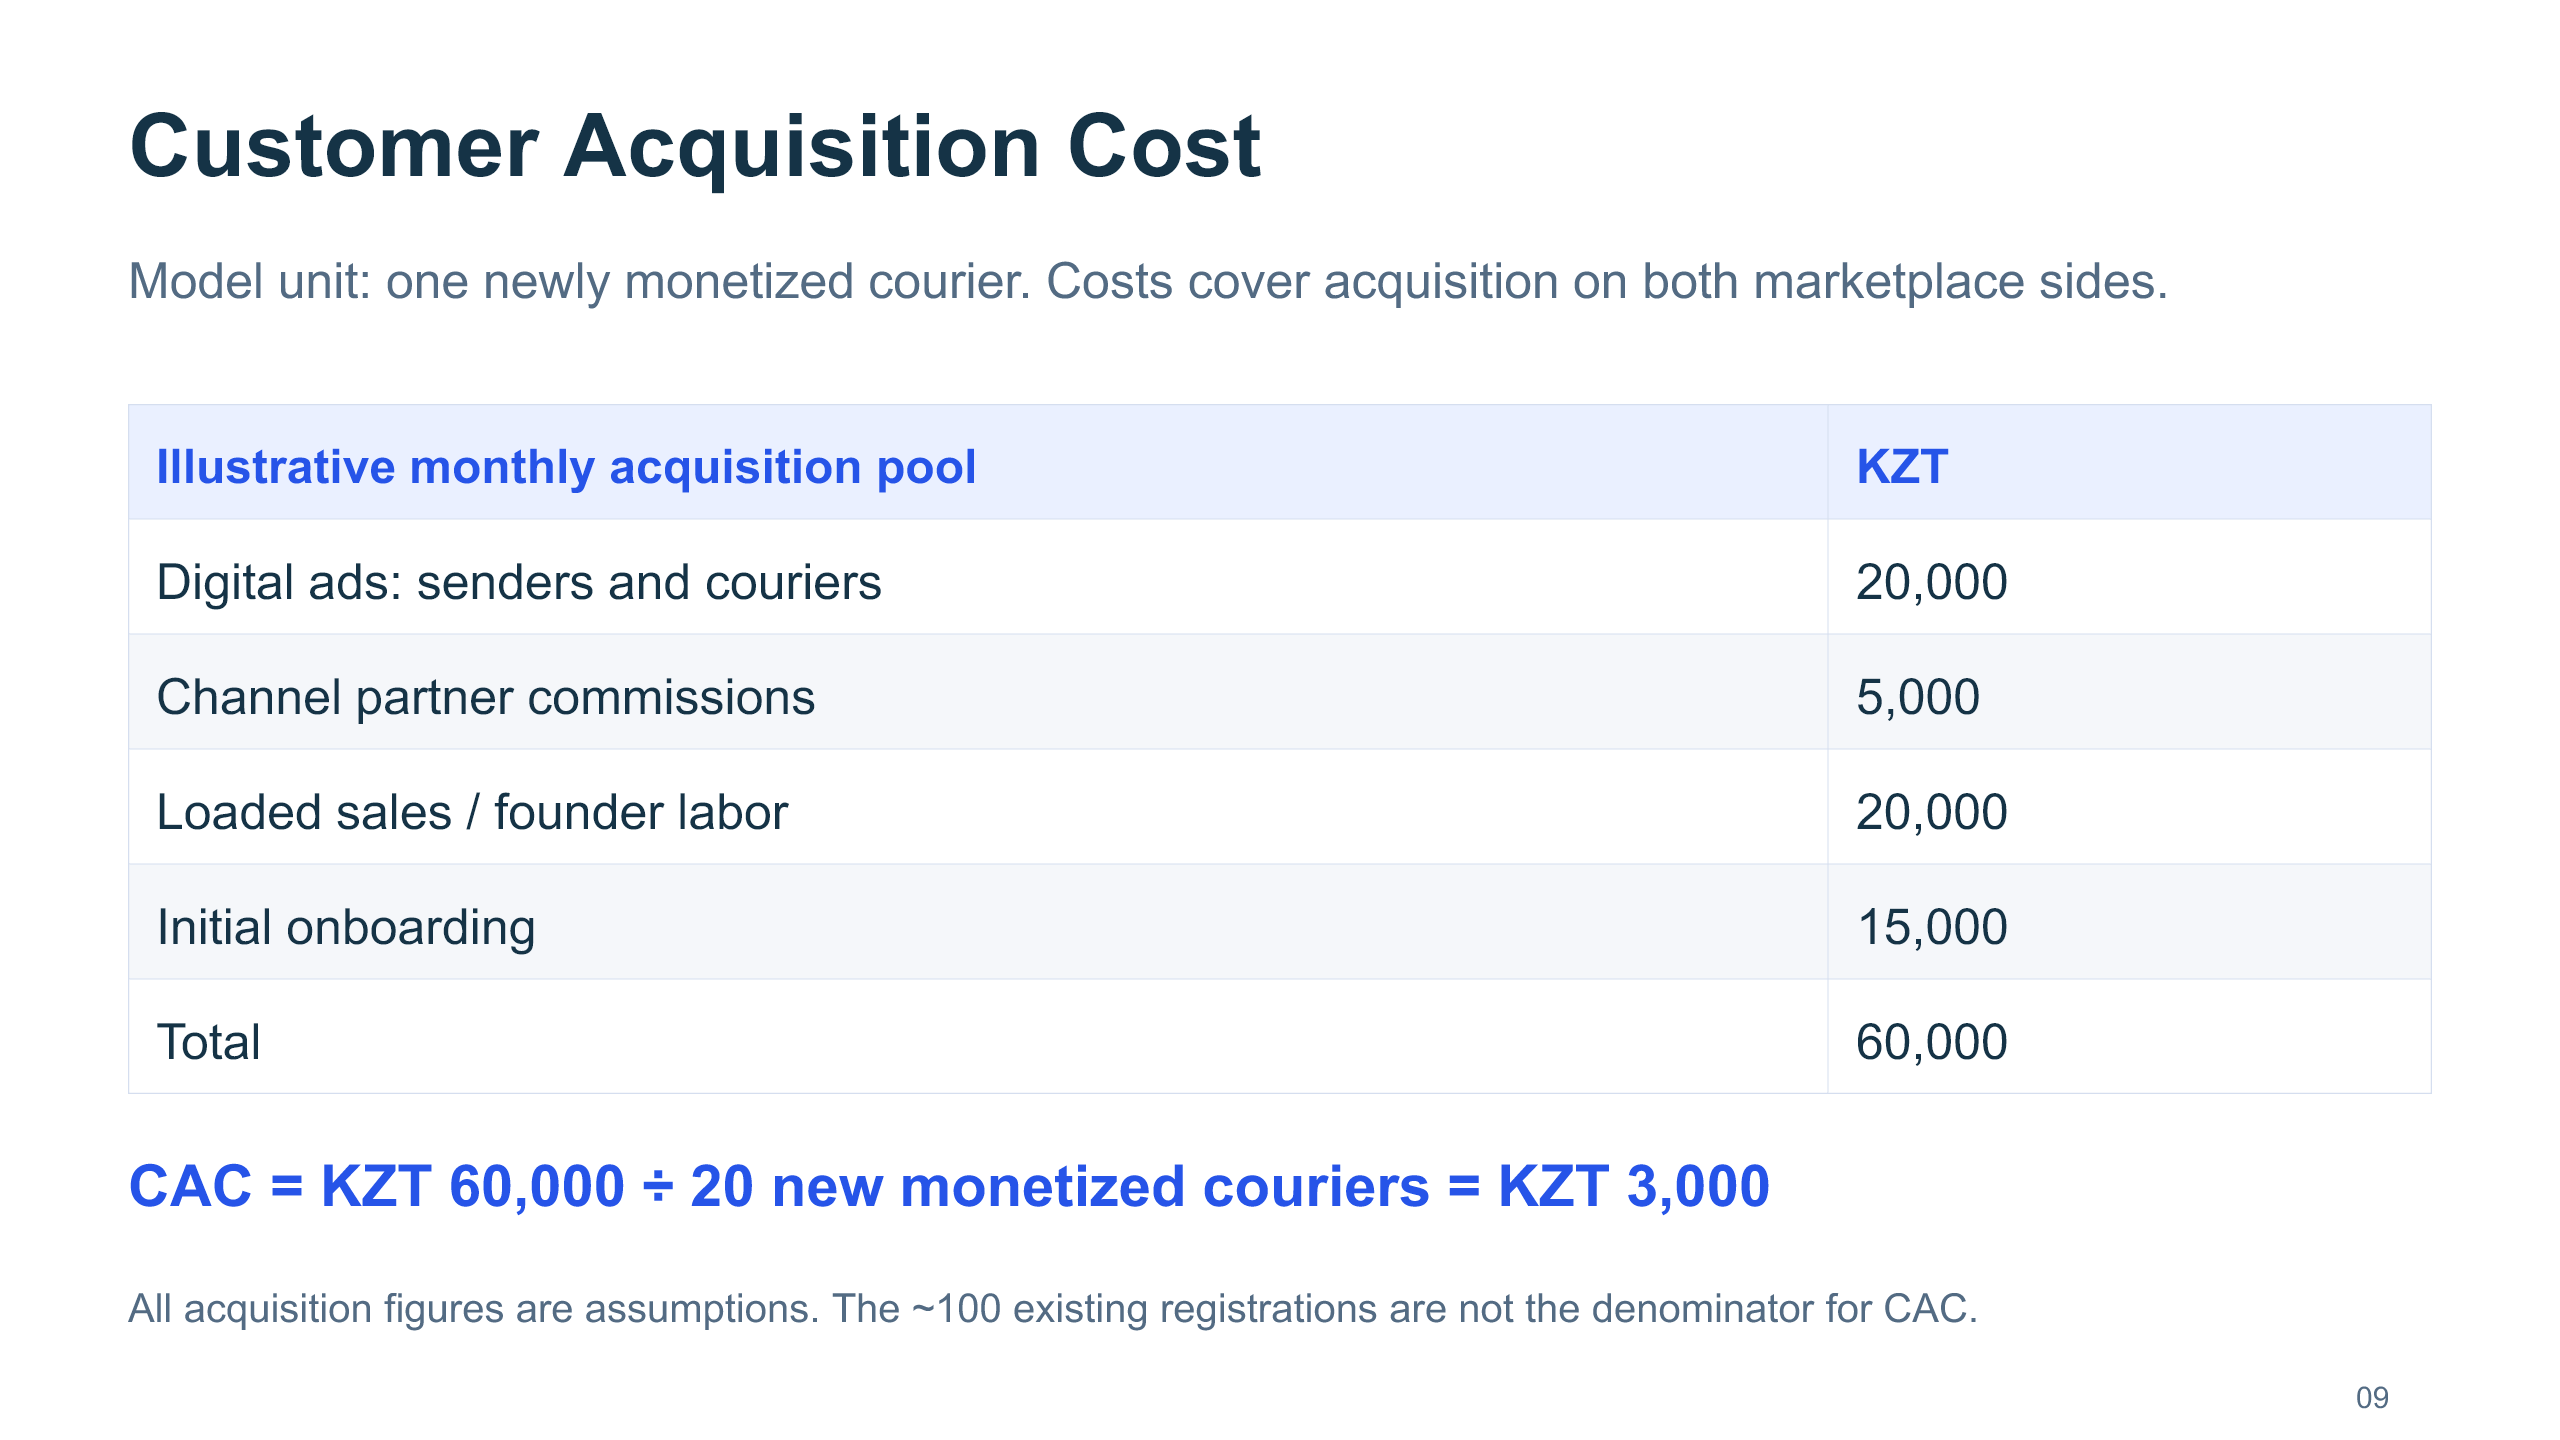 Customer Acquisition Cost
Model unit: one newly monetized courier. Costs cover acquisition on both marketplace sides.
Illustrative monthly acquisition pool KZT
Digital ads: senders and couriers 20,000
Channel partner commissions 5,000
Loaded sales / founder labor 20,000
Initial onboarding 15,000
Total 60,000
CAC = KZT 60,000 ÷ 20 new monetized couriers = KZT 3,000
All acquisition figures are assumptions. The ~100 existing registrations are not the denominator for CAC.
09